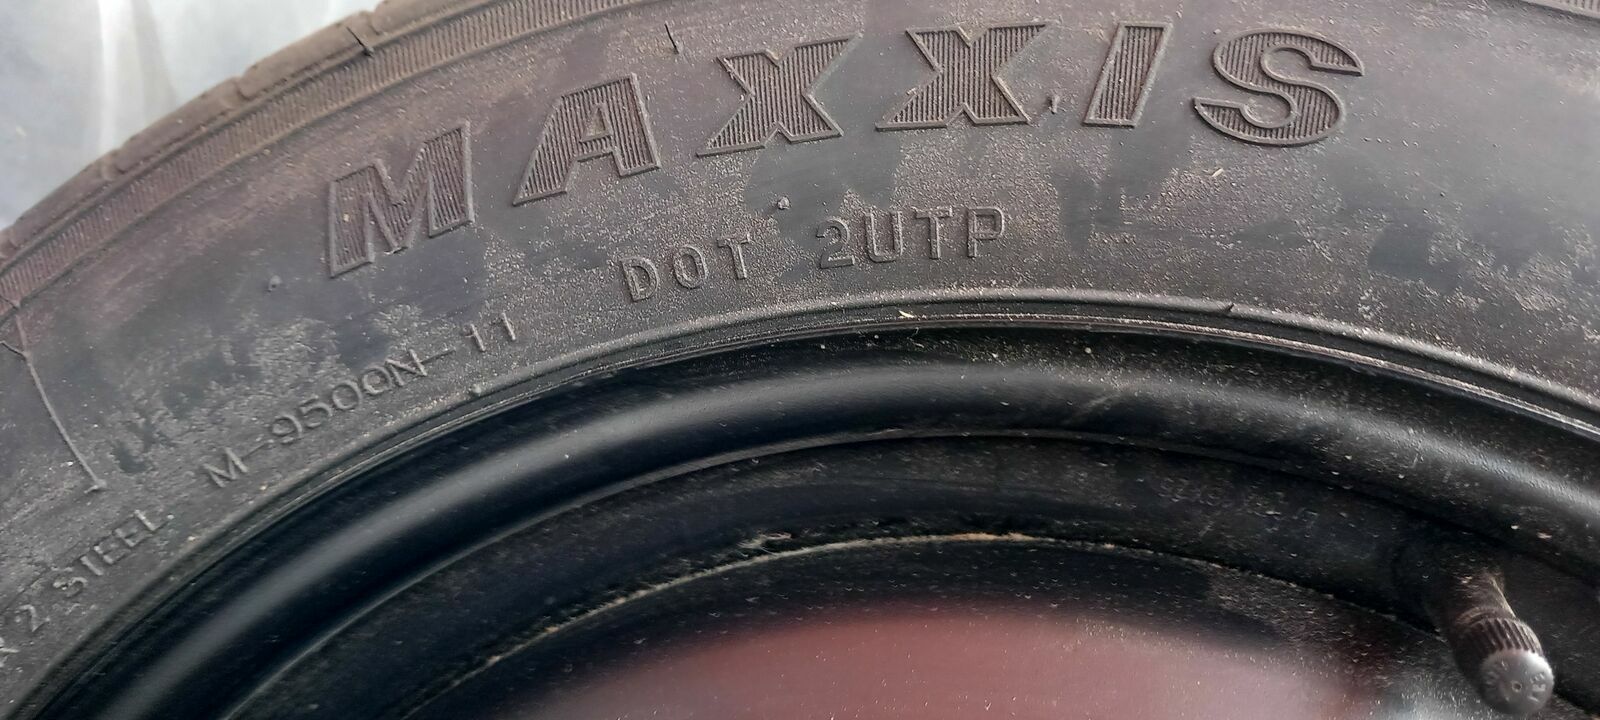 MAXXIS
DOT 2UTP
M-9500N-11
2 STEEL